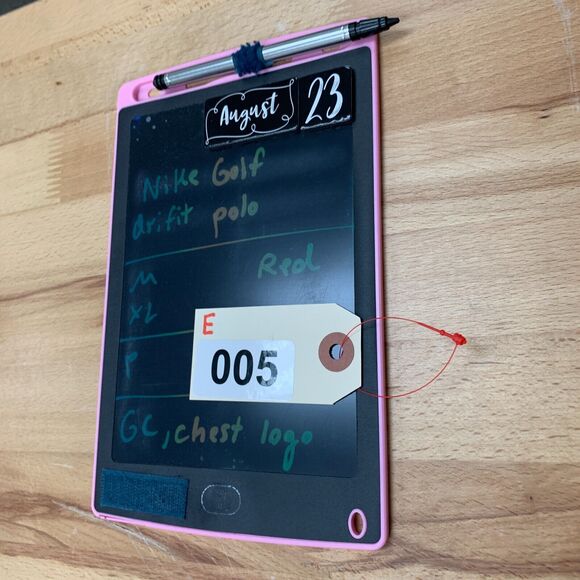 August 23
Nike Golf
drifit polo
M Red
XL
E
005
P
GC, chest logo